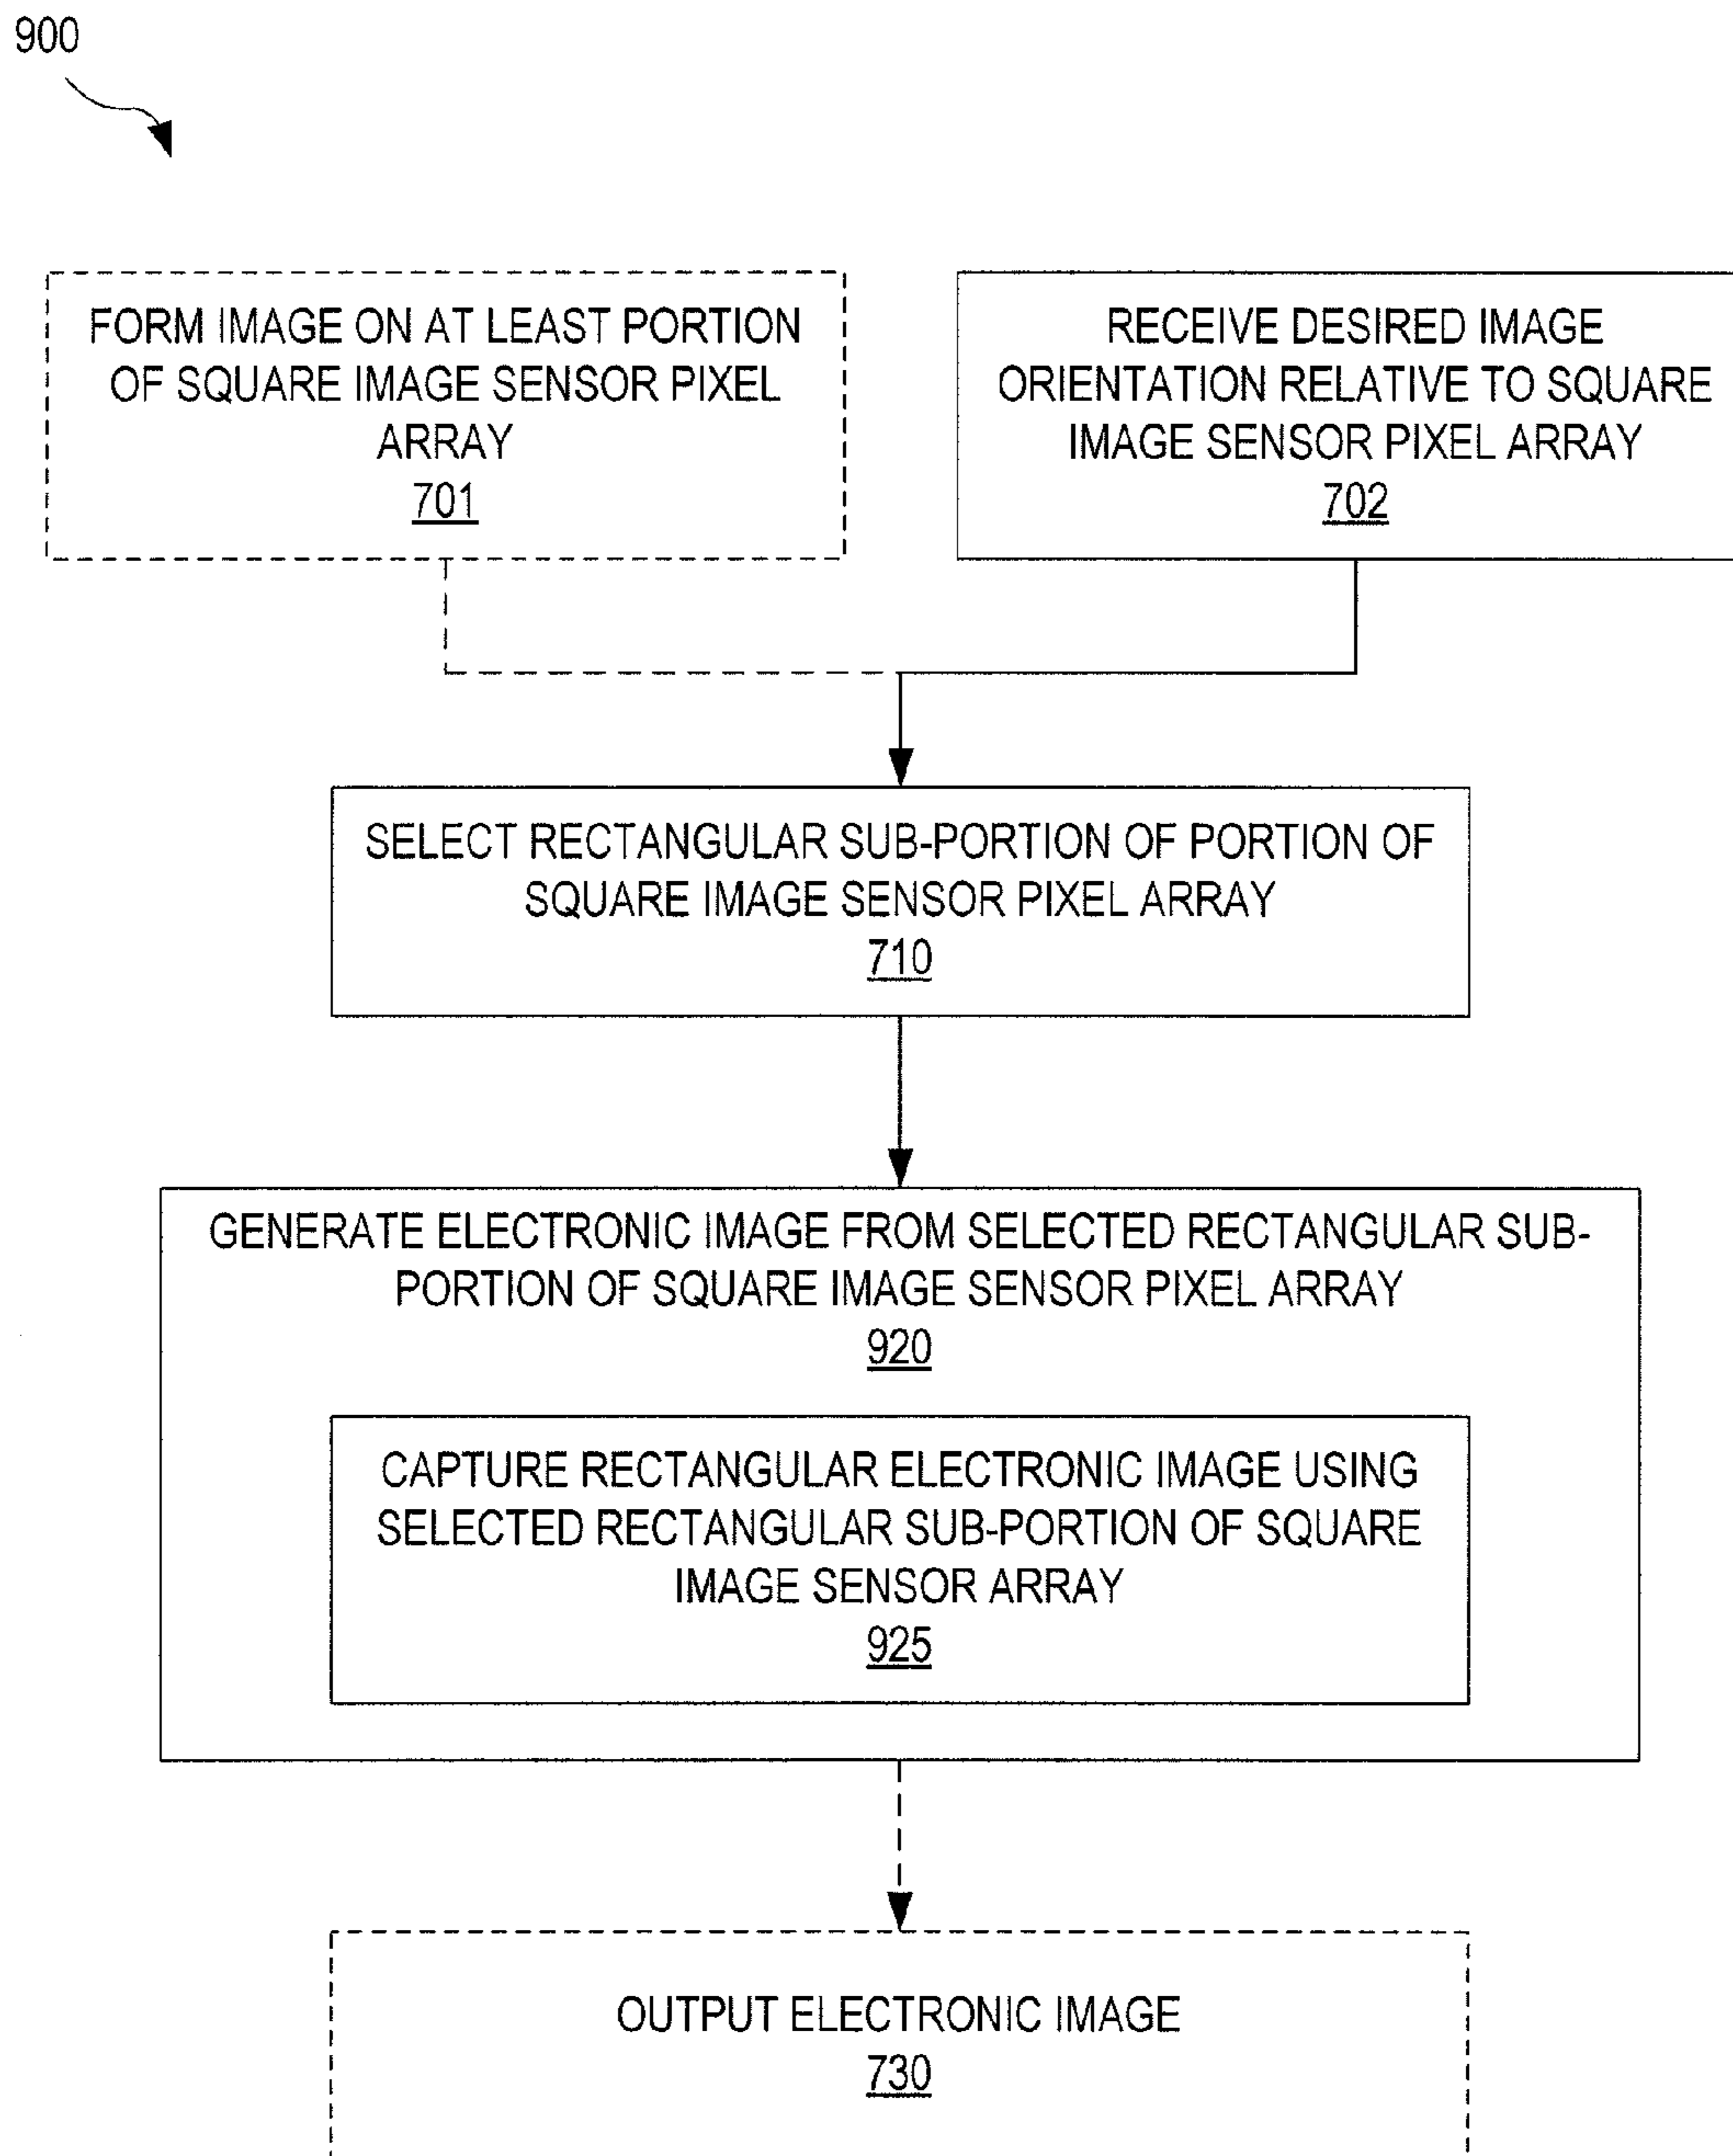 900
FORM IMAGE ON AT LEAST PORTION
OF SQUARE IMAGE SENSOR PIXEL
ARRAY
701
RECEIVE DESIRED IMAGE
ORIENTATION RELATIVE TO SQUARE
IMAGE SENSOR PIXEL ARRAY
702
SELECT RECTANGULAR SUB-PORTION OF PORTION OF
SQUARE IMAGE SENSOR PIXEL ARRAY
710
GENERATE ELECTRONIC IMAGE FROM SELECTED RECTANGULAR SUB-
PORTION OF SQUARE IMAGE SENSOR PIXEL ARRAY
920
CAPTURE RECTANGULAR ELECTRONIC IMAGE USING
SELECTED RECTANGULAR SUB-PORTION OF SQUARE
IMAGE SENSOR ARRAY
925
OUTPUT ELECTRONIC IMAGE
730